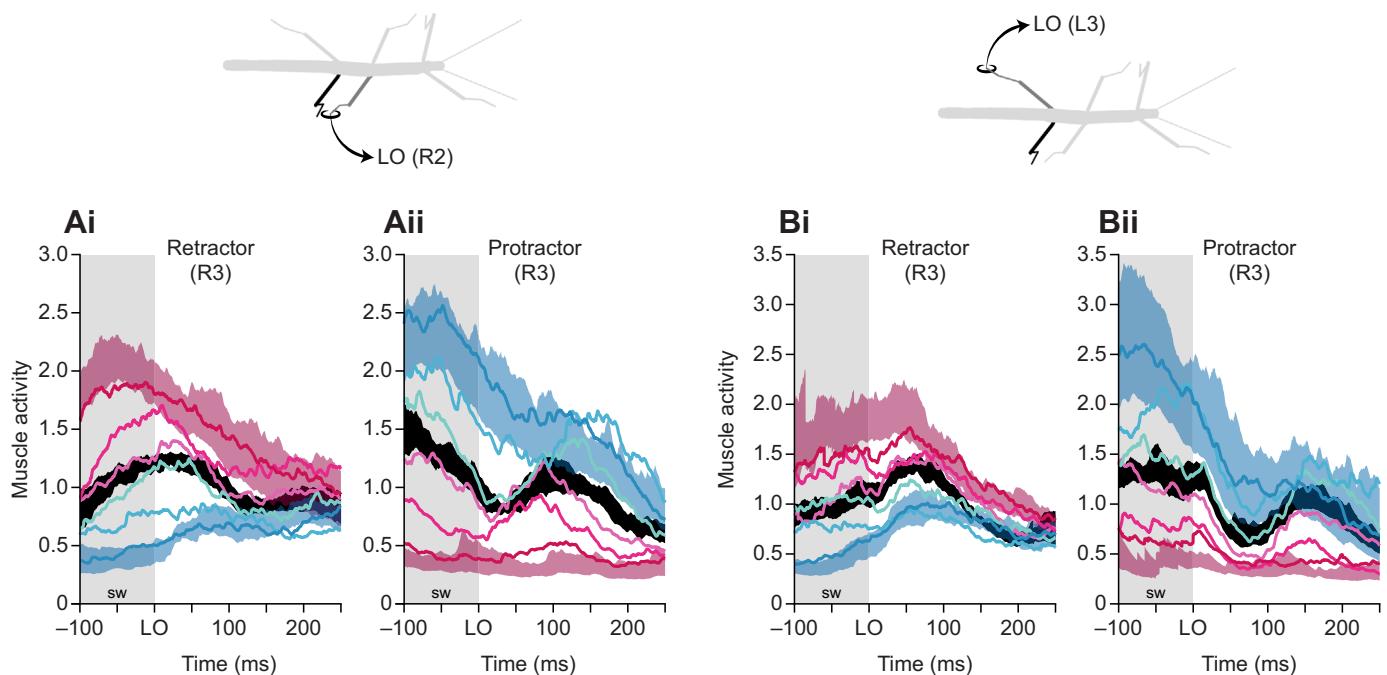 LO (R2)
LO (L3)
Ai
Retractor
(R3)
Muscle activity
3.0
2.5
2.0
1.5
1.0
0.5
0
sw
–100 LO 100 200
Time (ms)
Aii
Protractor
(R3)
3.0
2.5
2.0
1.5
1.0
0.5
0
sw
–100 LO 100 200
Time (ms)
Bi
Retractor
(R3)
Muscle activity
3.5
3.0
2.5
2.0
1.5
1.0
0.5
0
sw
–100 LO 100 200
Time (ms)
Bii
Protractor
(R3)
3.5
3.0
2.5
2.0
1.5
1.0
0.5
0
sw
–100 LO 100 200
Time (ms)